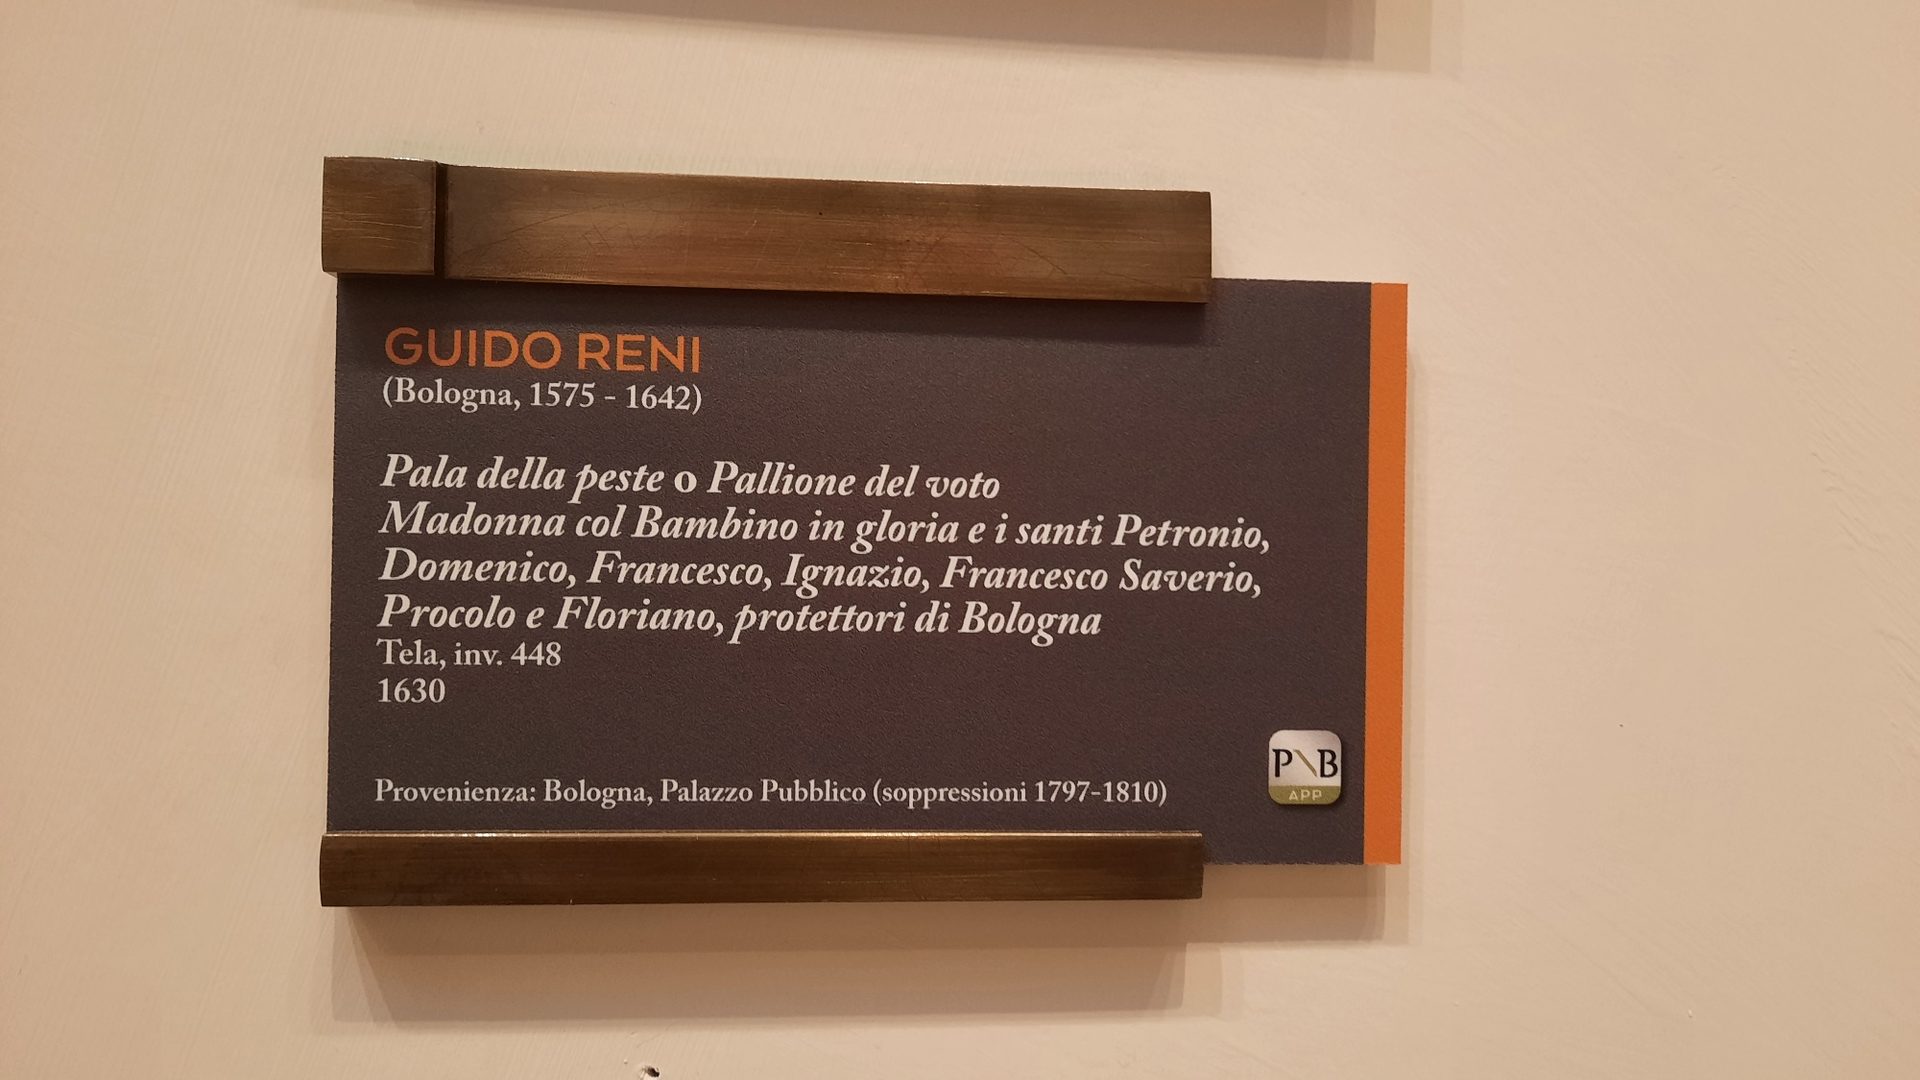 GUIDO RENI
(Bologna, 1575 - 1642)
Pala della peste o Pallione del voto
Madonna col Bambino in gloria e i santi Petronio,
Domenico, Francesco, Ignazio, Francesco Saverio,
Procolo e Floriano, protettori di Bologna
Tela, inv. 448
1630
Provenienza: Bologna, Palazzo Pubblico (soppressioni 1797-1810)
P\B
APP